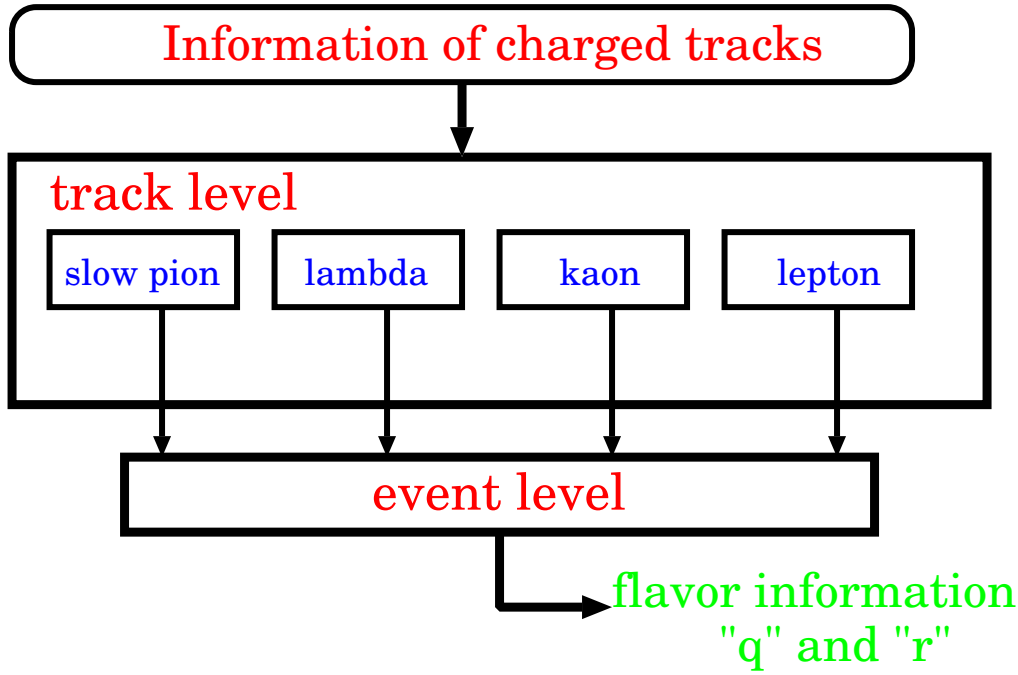 Information of charged tracks
track level
slow pion
lambda
kaon
lepton
event level
flavor information
"q" and "r"